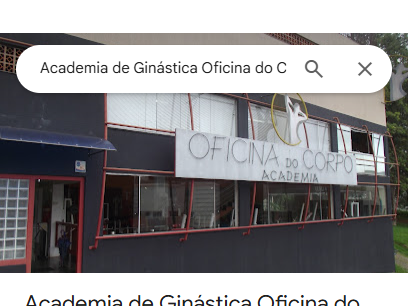 Academia de Ginástica Oficina do C
OFICINA DO CORPO
ACADEMIA
Academia de Ginástica Oficina do